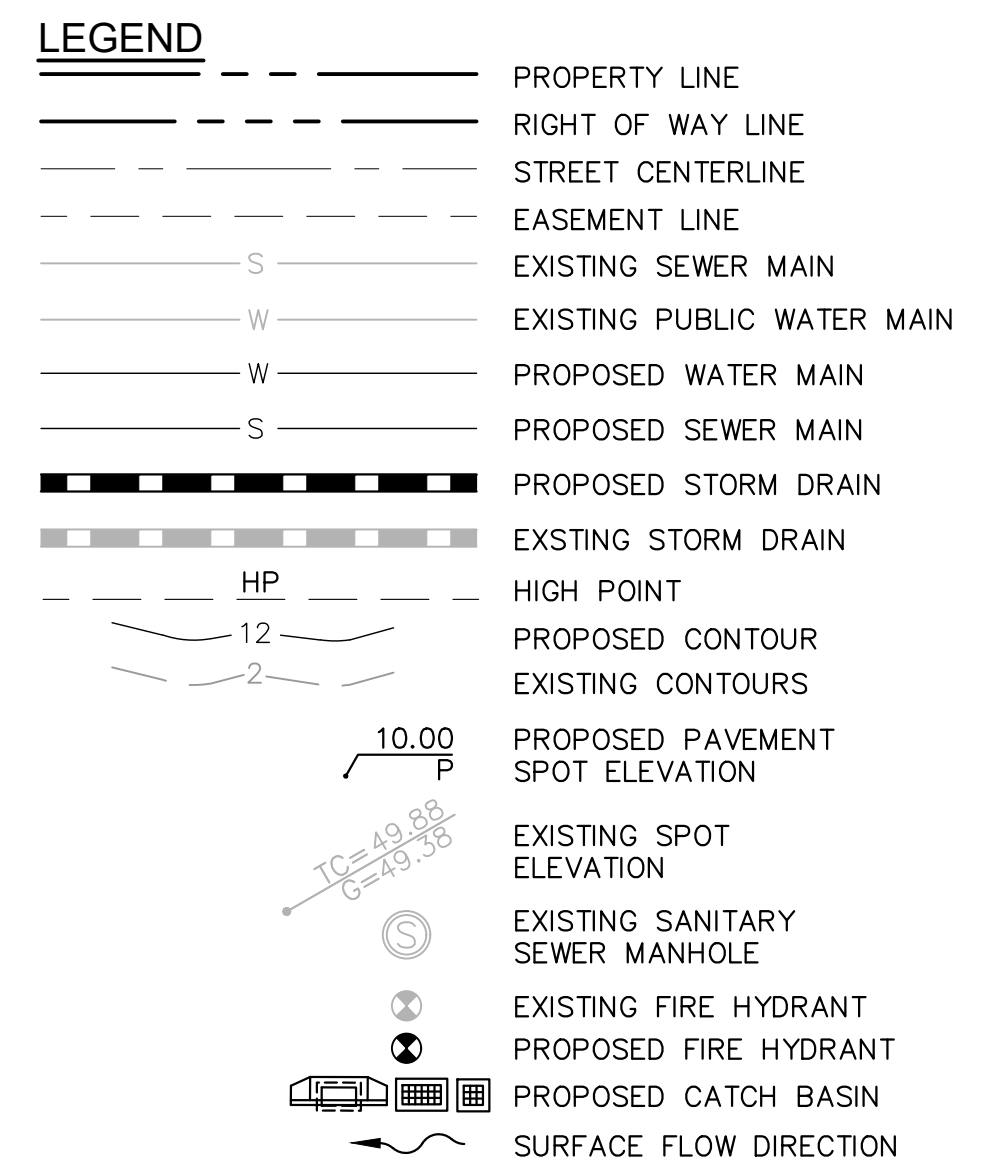 LEGEND
PROPERTY LINE
RIGHT OF WAY LINE
STREET CENTERLINE
EASEMENT LINE
S EXISTING SEWER MAIN
W EXISTING PUBLIC WATER MAIN
W PROPOSED WATER MAIN
S PROPOSED SEWER MAIN
PROPOSED STORM DRAIN
EXSTING STORM DRAIN
HP HIGH POINT
12 PROPOSED CONTOUR
2 EXISTING CONTOURS
10.00 PROPOSED PAVEMENT
P SPOT ELEVATION
TC=49.88 EXISTING SPOT
G=49.38 ELEVATION
S EXISTING SANITARY
SEWER MANHOLE
EXISTING FIRE HYDRANT
PROPOSED FIRE HYDRANT
PROPOSED CATCH BASIN
SURFACE FLOW DIRECTION